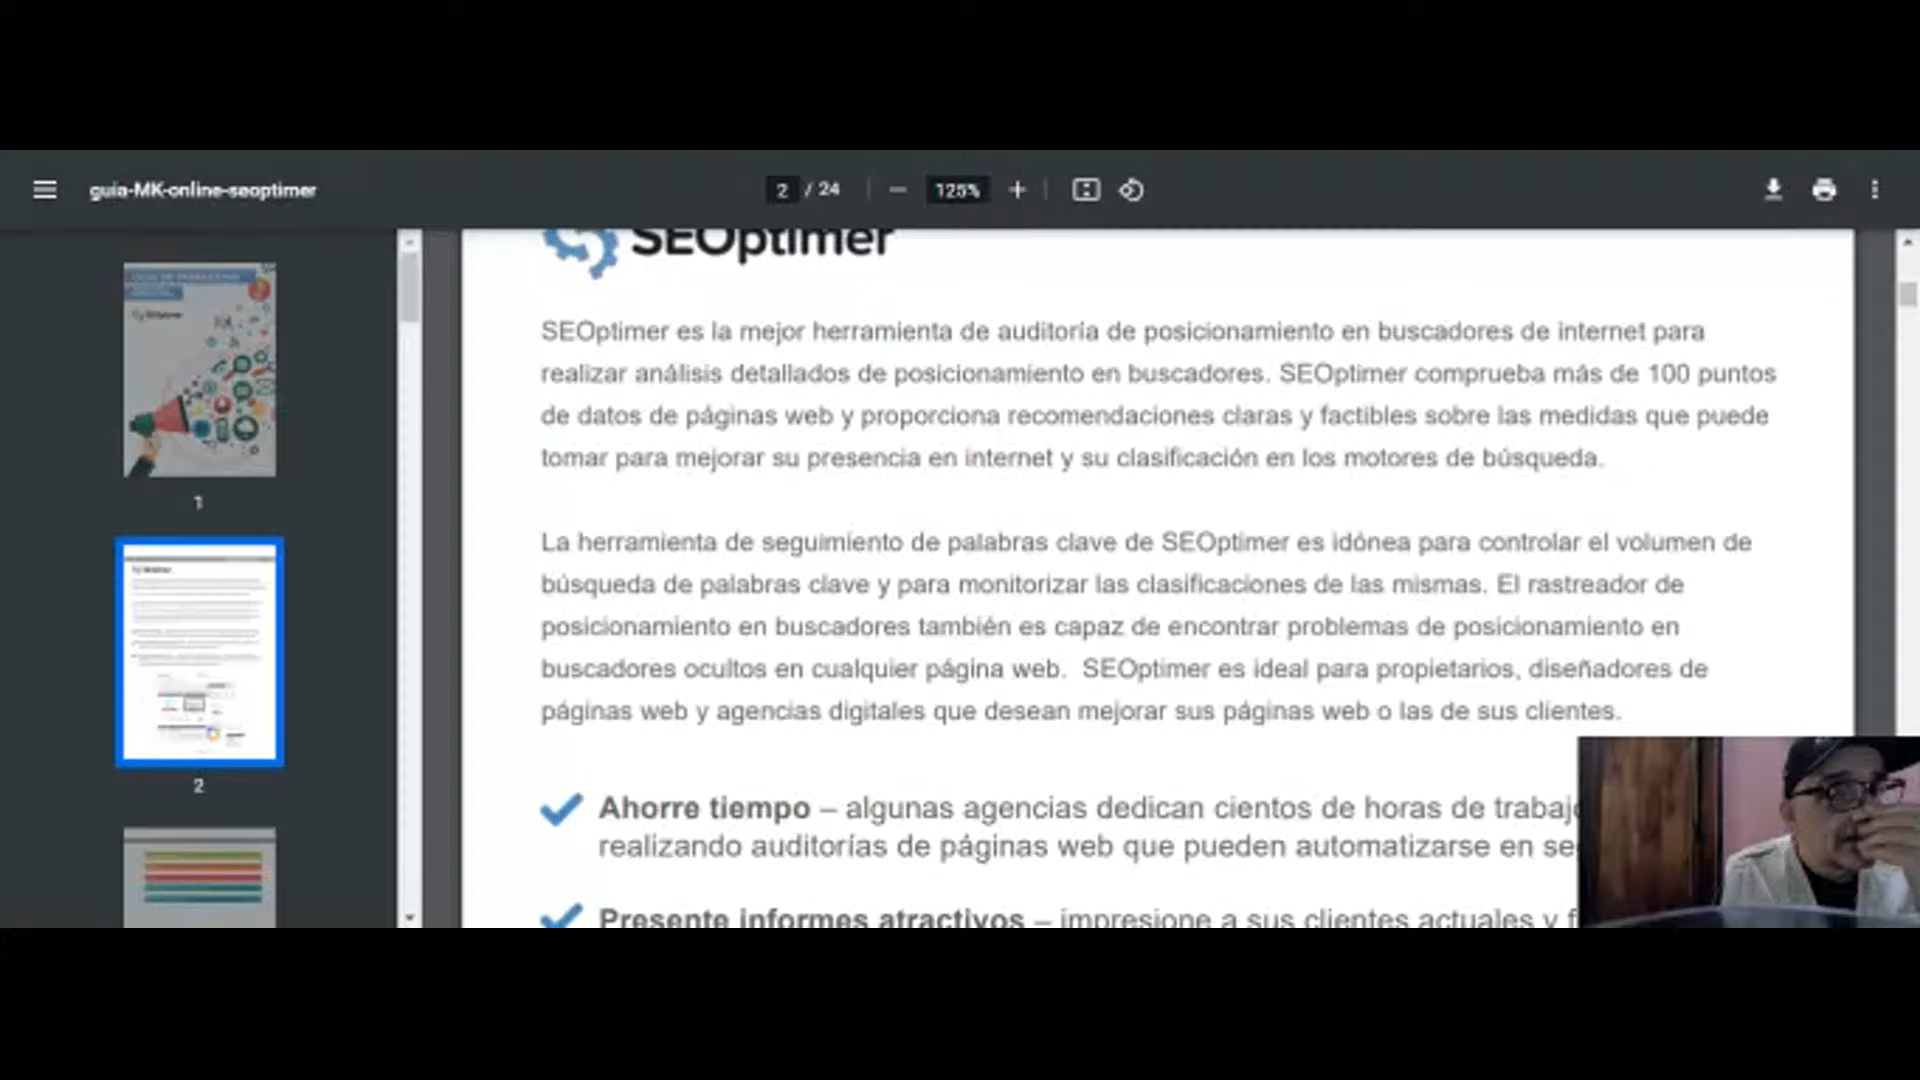 guia-MK-online-seoptimer
2 / 24
125%
1
2
SEOptimer
SEOptimer es la mejor herramienta de auditoría de posicionamiento en buscadores de internet para
realizar análisis detallados de posicionamiento en buscadores. SEOptimer comprueba más de 100 puntos
de datos de páginas web y proporciona recomendaciones claras y factibles sobre las medidas que puede
tomar para mejorar su presencia en internet y su clasificación en los motores de búsqueda.
La herramienta de seguimiento de palabras clave de SEOptimer es idónea para controlar el volumen de
búsqueda de palabras clave y para monitorizar las clasificaciones de las mismas. El rastreador de
posicionamiento en buscadores también es capaz de encontrar problemas de posicionamiento en
buscadores ocultos en cualquier página web. SEOptimer es ideal para propietarios, diseñadores de
páginas web y agencias digitales que desean mejorar sus páginas web o las de sus clientes.
Ahorre tiempo – algunas agencias dedican cientos de horas de
realizando auditorías de páginas web que pueden automatizarse en
Presente informes atractivos – impresione a sus clientes actuales y